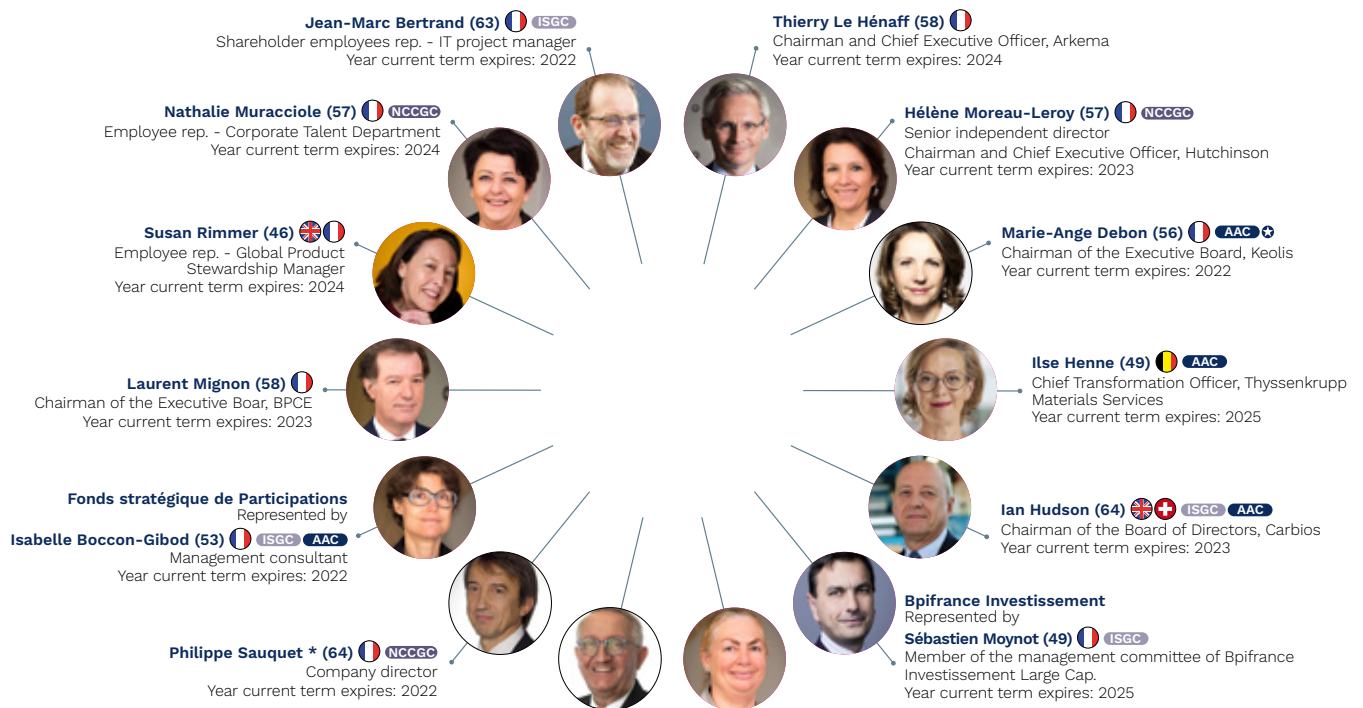 Jean-Marc Bertrand (63) ISGC
Shareholder employees rep. - IT project manager
Year current term expires: 2022
Thierry Le Hénaff (58)
Chairman and Chief Executive Officer, Arkema
Year current term expires: 2024
Nathalie Muracciole (57) NCCGC
Employee rep. - Corporate Talent Department
Year current term expires: 2024
Hélène Moreau-Leroy (57) NCCGC
Senior independent director
Chairman and Chief Executive Officer, Hutchinson
Year current term expires: 2023
Susan Rimmer (46)
Employee rep. - Global Product
Stewardship Manager
Year current term expires: 2024
Marie-Ange Debon (56) AAC
Chairman of the Executive Board, Keolis
Year current term expires: 2022
Laurent Mignon (58)
Chairman of the Executive Boar, BPCE
Year current term expires: 2023
Ilse Henne (49) AAC
Chief Transformation Officer, Thyssenkrupp
Materials Services
Year current term expires: 2025
Fonds stratégique de Participations
Represented by
Isabelle Boccon-Gibod (53) ISGC AAC
Management consultant
Year current term expires: 2022
Ian Hudson (64) ISGC AAC
Chairman of the Board of Directors, Carbios
Year current term expires: 2023
Philippe Sauquet * (64) NCCGC
Company director
Year current term expires: 2022
Bpifrance Investissement
Represented by
Sébastien Moynot (49) ISGC
Member of the management committee of Bpifrance
Investissement Large Cap.
Year current term expires: 2025